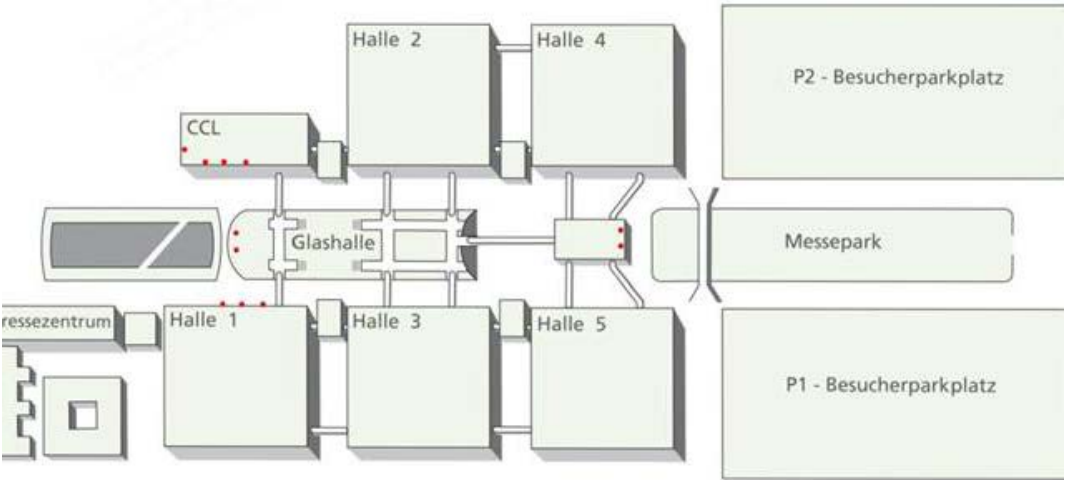 Halle 2
Halle 4
P2 - Besucherparkplatz
CCL
Glashalle
Messepark
ressezentrum
Halle 1
Halle 3
Halle 5
P1 - Besucherparkplatz